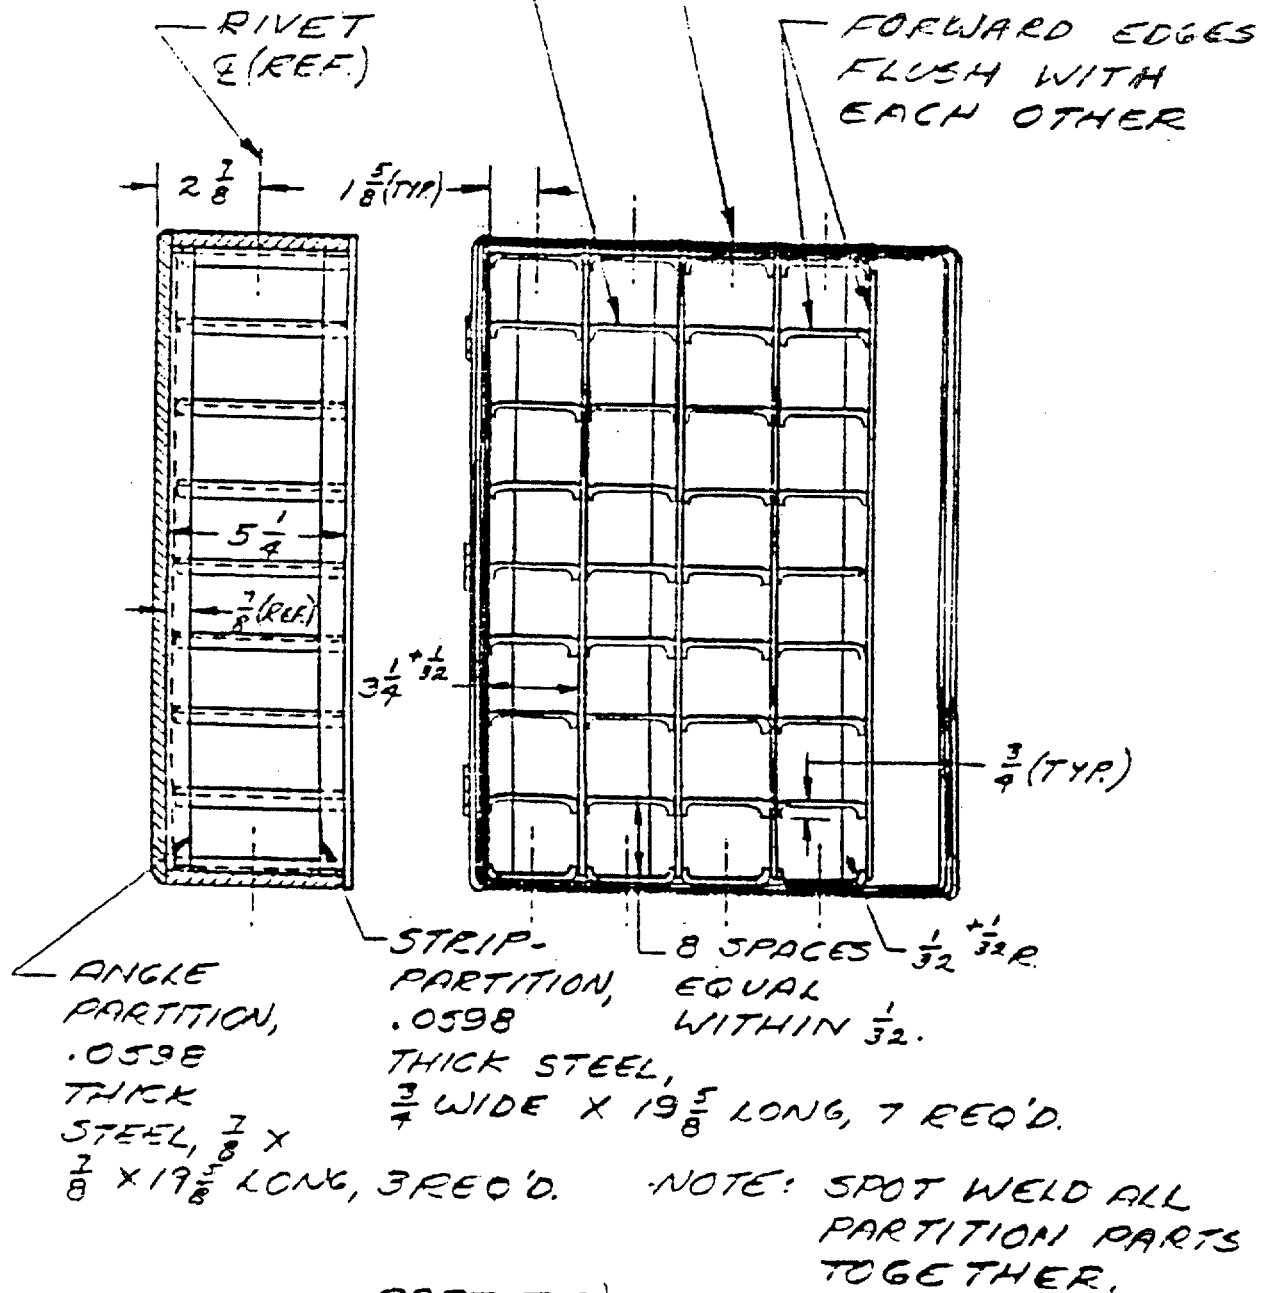 RIVET
℄ (REF.)
FORWARD EDGES
FLUSH WITH
EACH OTHER
2 7/8
1 5/8 (TYP.)
5 1/4
7/8 (REF.)
3 1/4 +1/32
3/4 (TYP.)
ANGLE
PARTITION,
.0598
THICK
STEEL, 7/8 X
7/8 X 19 5/8 LONG, 3 REQ'D.
STRIP-
PARTITION,
.0598
THICK STEEL,
3/4 WIDE X 19 5/8 LONG, 7 REQ'D.
8 SPACES
EQUAL
WITHIN 1/32.
1/32 +1/32 R.
NOTE: SPOT WELD ALL
PARTITION PARTS
TOGETHER.